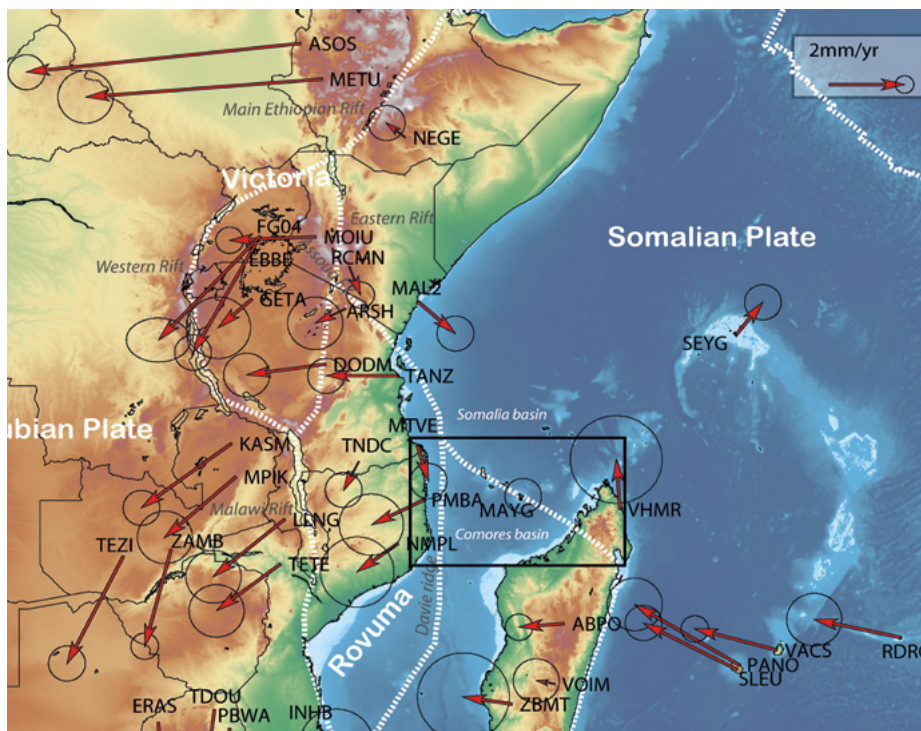 ASOS
2mm/yr
METU
Main Ethiopian Rift
NEGE
Victoria
FG04
MOIU
Eastern Rift
RCMN
Somalian Plate
Western Rift
EBBE
GETA
ARSH
MAL2
SEYG
DODM
TANZ
Somalia basin
MTVE
ubian Plate
KASM
TNDC
MPIK
PMBA
MAYG
VHMR
Malawi Rift
LLNG
Comores basin
TEZI
ZAMB
TETE
NMPL
Davie ridge
Rovuma
ABPO
VACS
RDRO
PANO
SLEU
VOIM
ZBMT
ERAS
TDOU
PBWA
INHB